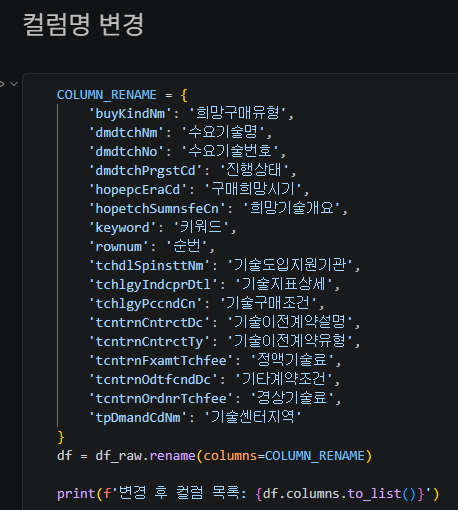 컬럼명 변경
COLUMN_RENAME = {
'buyKindNm': '희망구매유형',
'dmdtchNm': '수요기술명',
'dmdtchNo': '수요기술번호',
'dmdtchPrgstCd': '진행상태',
'hopepcEraCd': '구매희망시기',
'hopetchSumnsfeCn': '희망기술개요',
'keyword': '키워드',
'rownum': '순번',
'tchdlSpinsttNm': '기술도입지원기관',
'tchlgyIndcprDtl': '기술지표상세',
'tchlgyPccndCn': '기술구매조건',
'tcntrnCntrctDc': '기술이전계약설명',
'tcntrnCntrctTy': '기술이전계약유형',
'tcntrnFxamtTchfee': '정액기술료',
'tcntrnOdtfcndDc': '기타계약조건',
'tcntrnOrdnrTchfee': '경상기술료',
'tpDmandCdNm': '기술센터지역'
}
df = df_raw.rename(columns=COLUMN_RENAME)
print(f'변경 후 컬럼 목록: {df.columns.to_list()}')